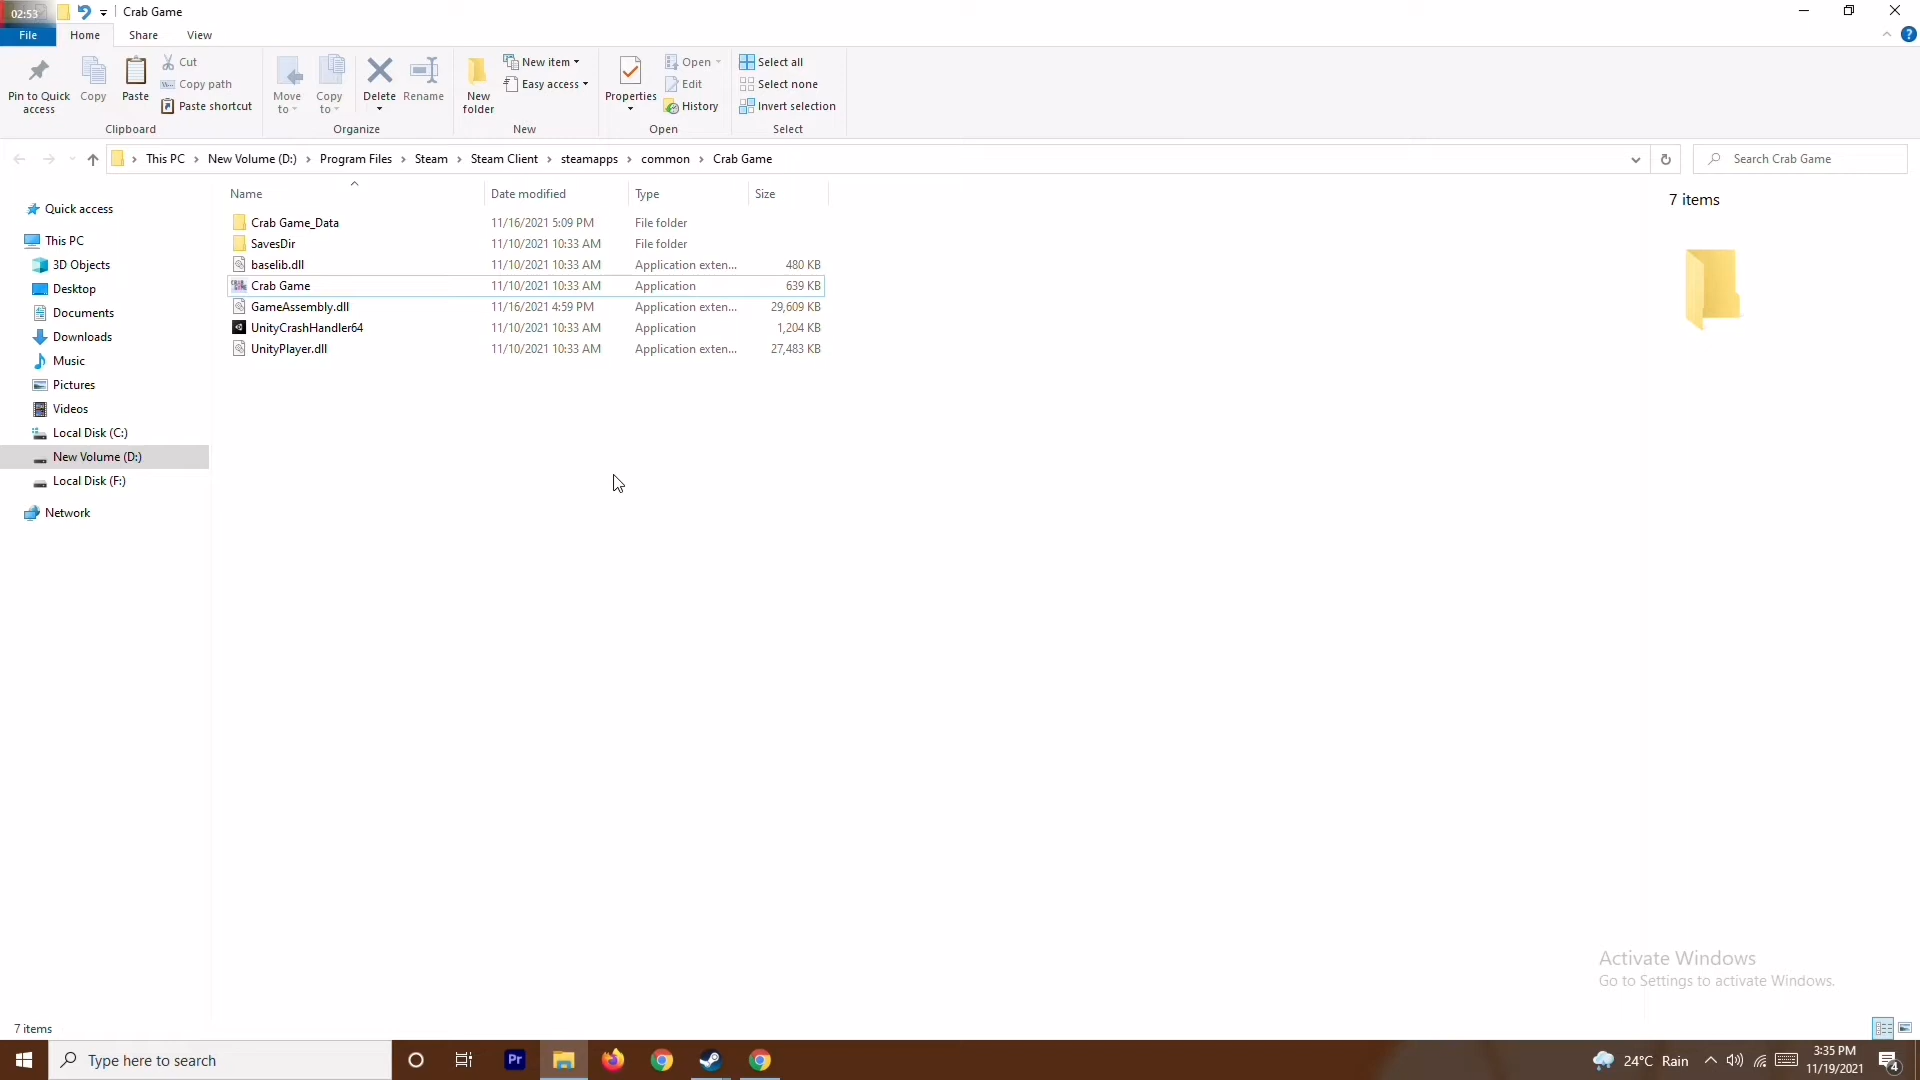 02:53
Crab Game
File Home Share View
Pin to Quick access
Copy
Paste
Cut
Copy path
Paste shortcut
Clipboard
Move to
Copy to
Delete
Rename
Organize
New folder
New item
Easy access
New
Properties
Open
Edit
History
Open
Select all
Select none
Invert selection
Select
This PC › New Volume (D:) › Program Files › Steam › Steam Client › steamapps › common › Crab Game
Search Crab Game
Quick access
This PC
3D Objects
Desktop
Documents
Downloads
Music
Pictures
Videos
Local Disk (C:)
New Volume (D:)
Local Disk (F:)
Network
Name Date modified Type Size
Crab Game_Data 11/16/2021 5:09 PM File folder
SavesDir 11/10/2021 10:33 AM File folder
baselib.dll 11/10/2021 10:33 AM Application exten... 480 KB
Crab Game 11/10/2021 10:33 AM Application 639 KB
GameAssembly.dll 11/16/2021 4:59 PM Application exten... 29,609 KB
UnityCrashHandler64 11/10/2021 10:33 AM Application 1,204 KB
UnityPlayer.dll 11/10/2021 10:33 AM Application exten... 27,483 KB
7 items
Activate Windows
Go to Settings to activate Windows.
7 items
Type here to search
Pr
24°C Rain
3:35 PM
11/19/2021
4